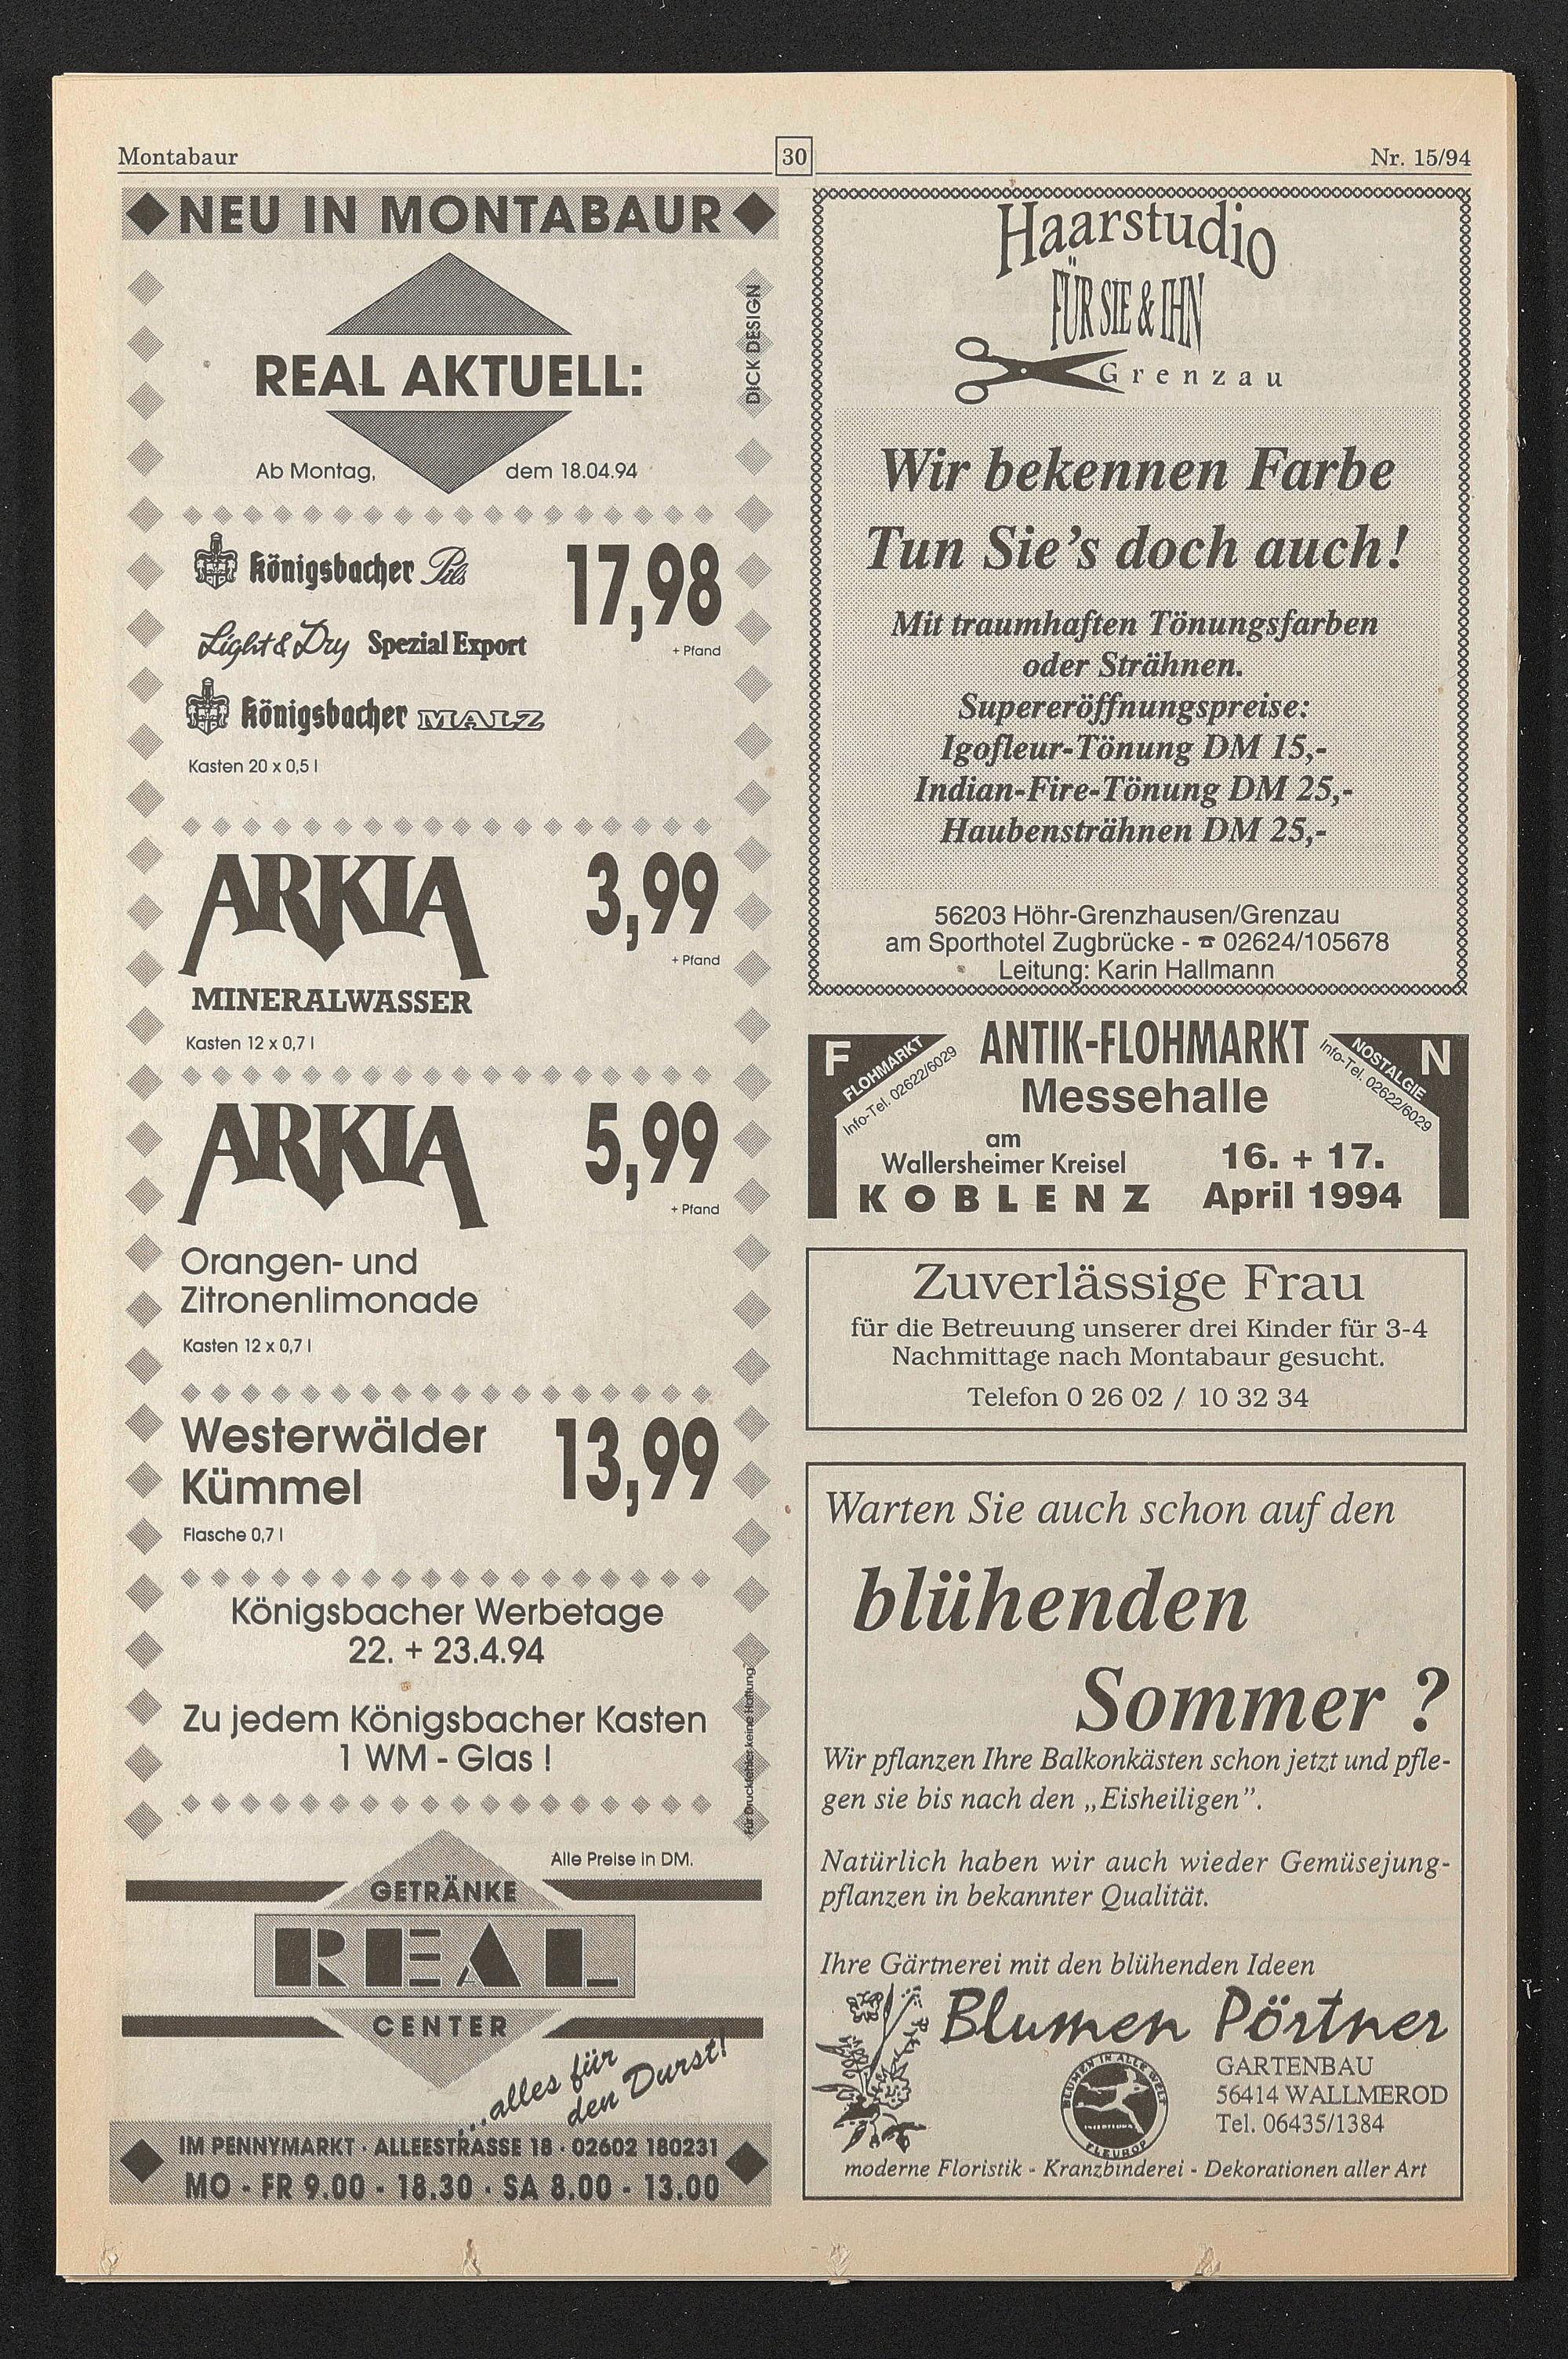 Montabaur
30
Nr. 15/94
NEU IN MONTABAUR
DICK DESIGN
REAL AKTUELL:
Ab Montag, dem 18.04.94
Königsbacher Pils
17,98
Light & Dry Spezial Export
+ Pfand
Königsbacher MALZ
Kasten 20 x 0,5 l
ARKIA
3,99
+ Pfand
MINERALWASSER
Kasten 12 x 0,7 l
ARKIA
5,99
+ Pfand
Orangen- und
Zitronenlimonade
Kasten 12 x 0,7 l
Westerwälder
Kümmel
13,99
Flasche 0,7 l
Königsbacher Werbetage
22. + 23.4.94
Zu jedem Königsbacher Kasten
1 WM - Glas !
Für Druckfehler keine Haftung!
Alle Preise in DM.
GETRÄNKE
REAL
CENTER
...alles für
den Durst!
IM PENNYMARKT · ALLEESTRASSE 18 · 02602 180231
MO - FR 9.00 - 18.30 · SA 8.00 - 13.00
Haarstudio
FÜR SIE & IHN
Grenzau
Wir bekennen Farbe
Tun Sie's doch auch!
Mit traumhaften Tönungsfarben
oder Strähnen.
Supereröffnungspreise:
Igofleur-Tönung DM 15,-
Indian-Fire-Tönung DM 25,-
Haubensträhnen DM 25,-
56203 Höhr-Grenzhausen/Grenzau
am Sporthotel Zugbrücke - ☎ 02624/105678
Leitung: Karin Hallmann
F
FLOHMARKT
Info-Tel. 02622/6029
ANTIK-FLOHMARKT
Messehalle
N
NOSTALGIE
Info-Tel. 02622/6029
am
Wallersheimer Kreisel
KOBLENZ
16. + 17.
April 1994
Zuverlässige Frau
für die Betreuung unserer drei Kinder für 3-4
Nachmittage nach Montabaur gesucht.
Telefon 0 26 02 / 10 32 34
Warten Sie auch schon auf den
blühenden
Sommer ?
Wir pflanzen Ihre Balkonkästen schon jetzt und pfle-
gen sie bis nach den „Eisheiligen”.
Natürlich haben wir auch wieder Gemüsejung-
pflanzen in bekannter Qualität.
Ihre Gärtnerei mit den blühenden Ideen
Blumen Pörtner
BLUMEN IN ALLE WELT
INTERFLORA
FLEUROP
GARTENBAU
56414 WALLMEROD
Tel. 06435/1384
moderne Floristik - Kranzbinderei - Dekorationen aller Art